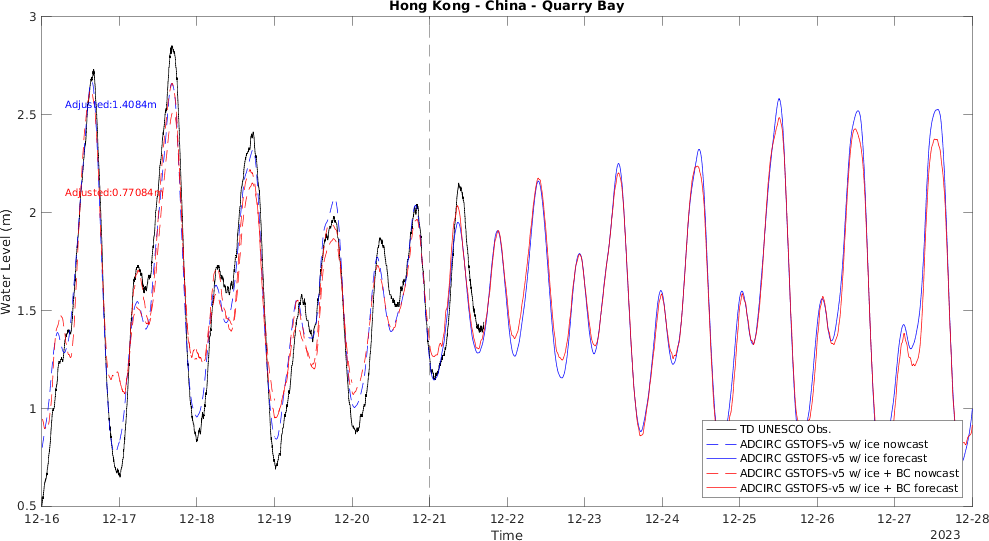 Hong Kong - China - Quarry Bay
3
2.5
2
1.5
1
0.5
Water Level (m)
Adjusted:1.4084m
Adjusted:0.77084m
TD UNESCO Obs.
ADCIRC GSTOFS-v5 w/ ice nowcast
ADCIRC GSTOFS-v5 w/ ice forecast
ADCIRC GSTOFS-v5 w/ ice + BC nowcast
ADCIRC GSTOFS-v5 w/ ice + BC forecast
12-16 12-17 12-18 12-19 12-20 12-21 12-22 12-23 12-24 12-25 12-26 12-27 12-28
Time
2023